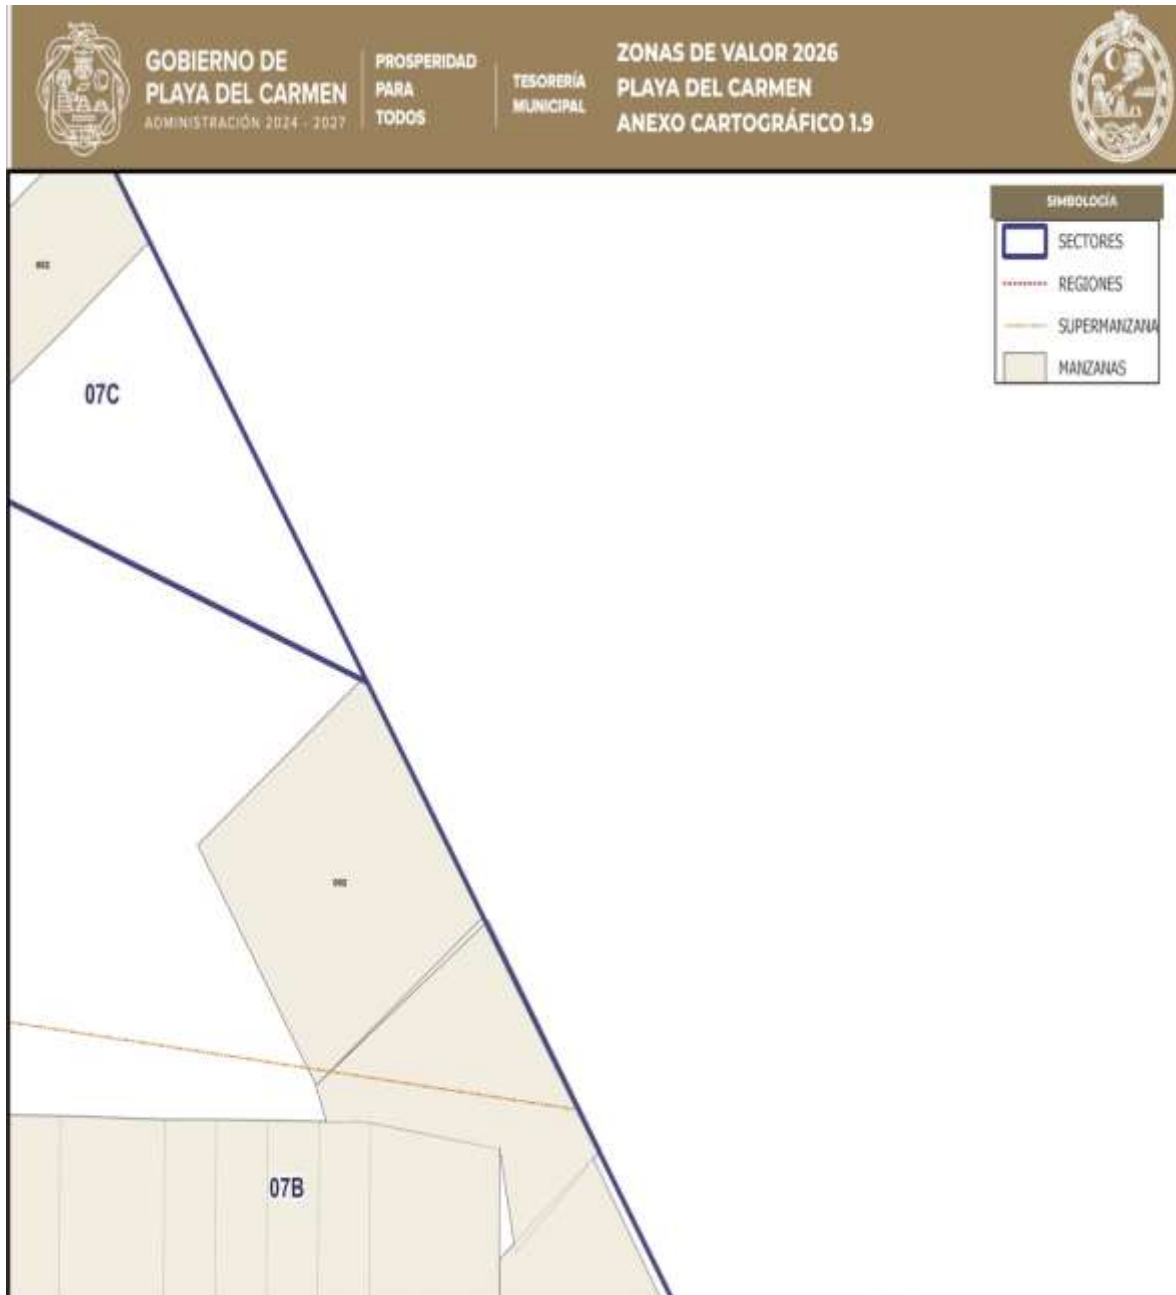 GOBIERNO DE
PLAYA DEL CARMEN
ADMINISTRACIÓN 2024 - 2027
PROSPERIDAD
PARA
TODOS
TESORERÍA
MUNICIPAL
ZONAS DE VALOR 2026
PLAYA DEL CARMEN
ANEXO CARTOGRÁFICO 1.9
SIMBOLOGÍA
SECTORES
REGIONES
SUPERMANZANA
MANZANAS
07C
07B